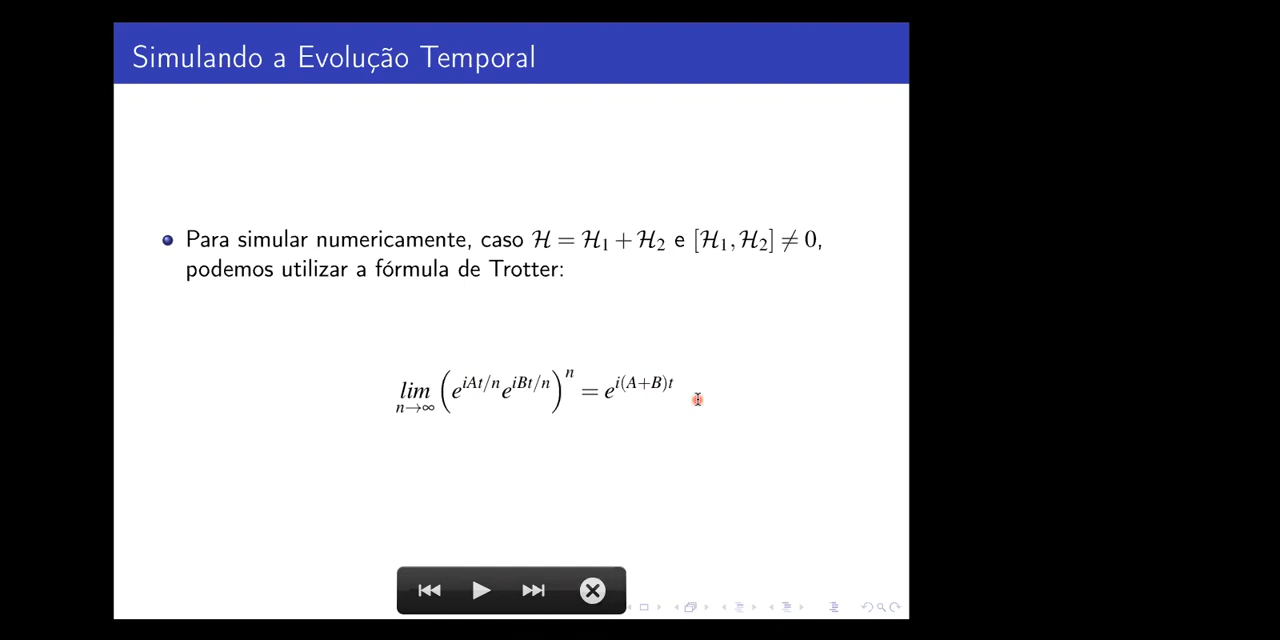 Simulando a Evolução Temporal
Para simular numericamente, caso ℋ = ℋ₁ + ℋ₂ e [ℋ₁, ℋ₂] ≠ 0,
podemos utilizar a fórmula de Trotter:
lim_{n→∞} (e^{iAt/n} e^{iBt/n})^n = e^{i(A+B)t}